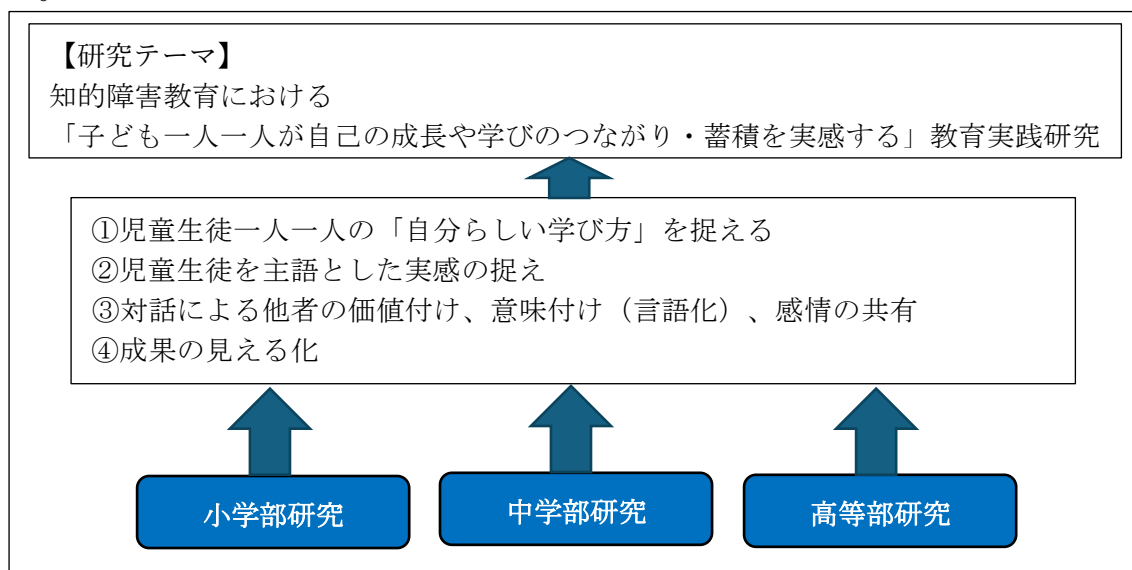 【研究テーマ】
知的障害教育における
「子ども一人一人が自己の成長や学びのつながり・蓄積を実感する」教育実践研究
①児童生徒一人一人の「自分らしい学び方」を捉える
②児童生徒を主語とした実感の捉え
③対話による他者の価値付け、意味付け（言語化）、感情の共有
④成果の見える化
小学部研究
中学部研究
高等部研究